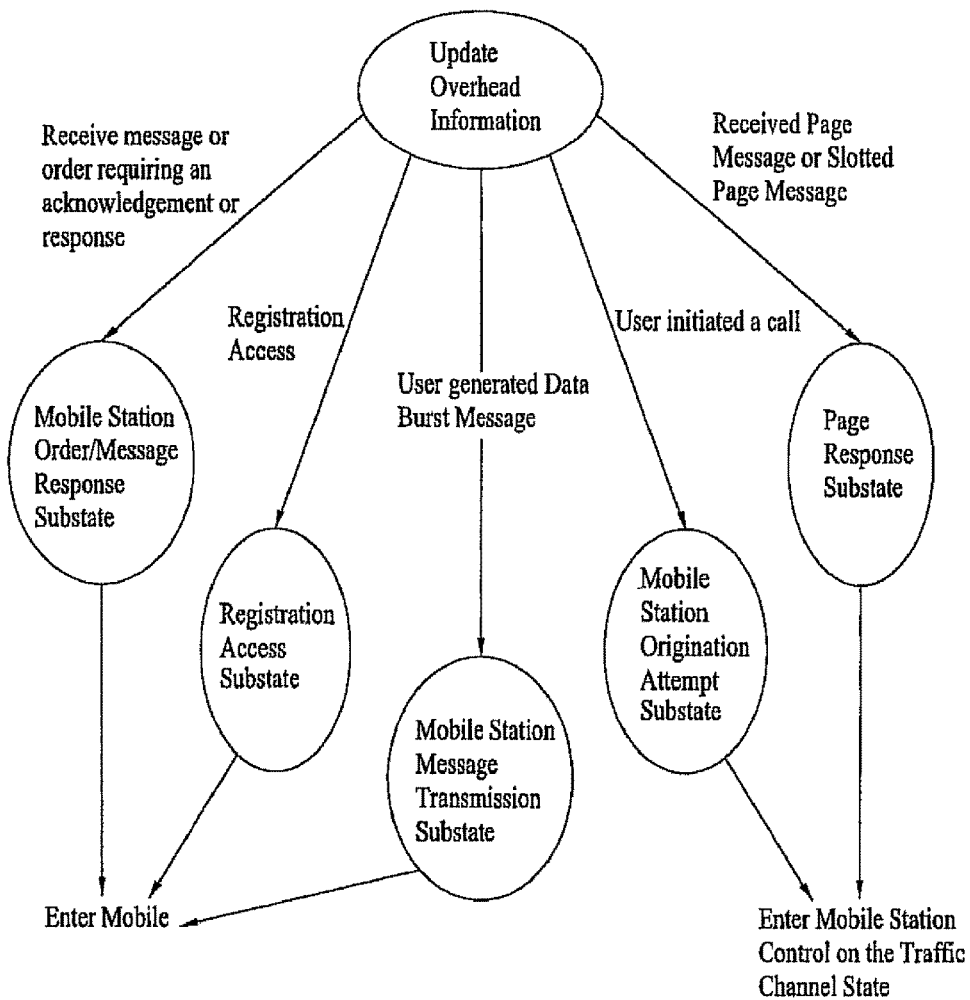 Update
Overhead
Information
Receive message or
order requiring an
acknowledgement or
response
Received Page
Message or Slotted
Page Message
Registration
Access
User generated Data
Burst Message
User initiated a call
Mobile Station
Order/Message
Response
Substate
Registration
Access
Substate
Mobile Station
Message
Transmission
Substate
Mobile
Station
Origination
Attempt
Substate
Page
Response
Substate
Enter Mobile
Enter Mobile Station
Control on the Traffic
Channel State